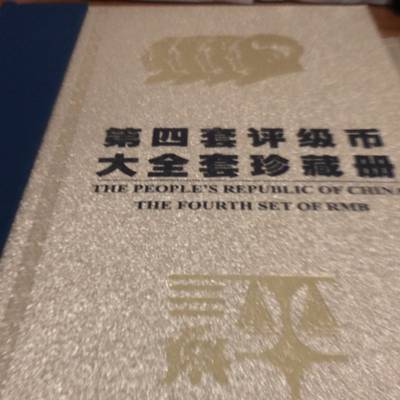 第四套评级币
大全套珍藏册
THE PEOPLE'S REPUBLIC OF CHINA
THE FOURTH SET OF RMB